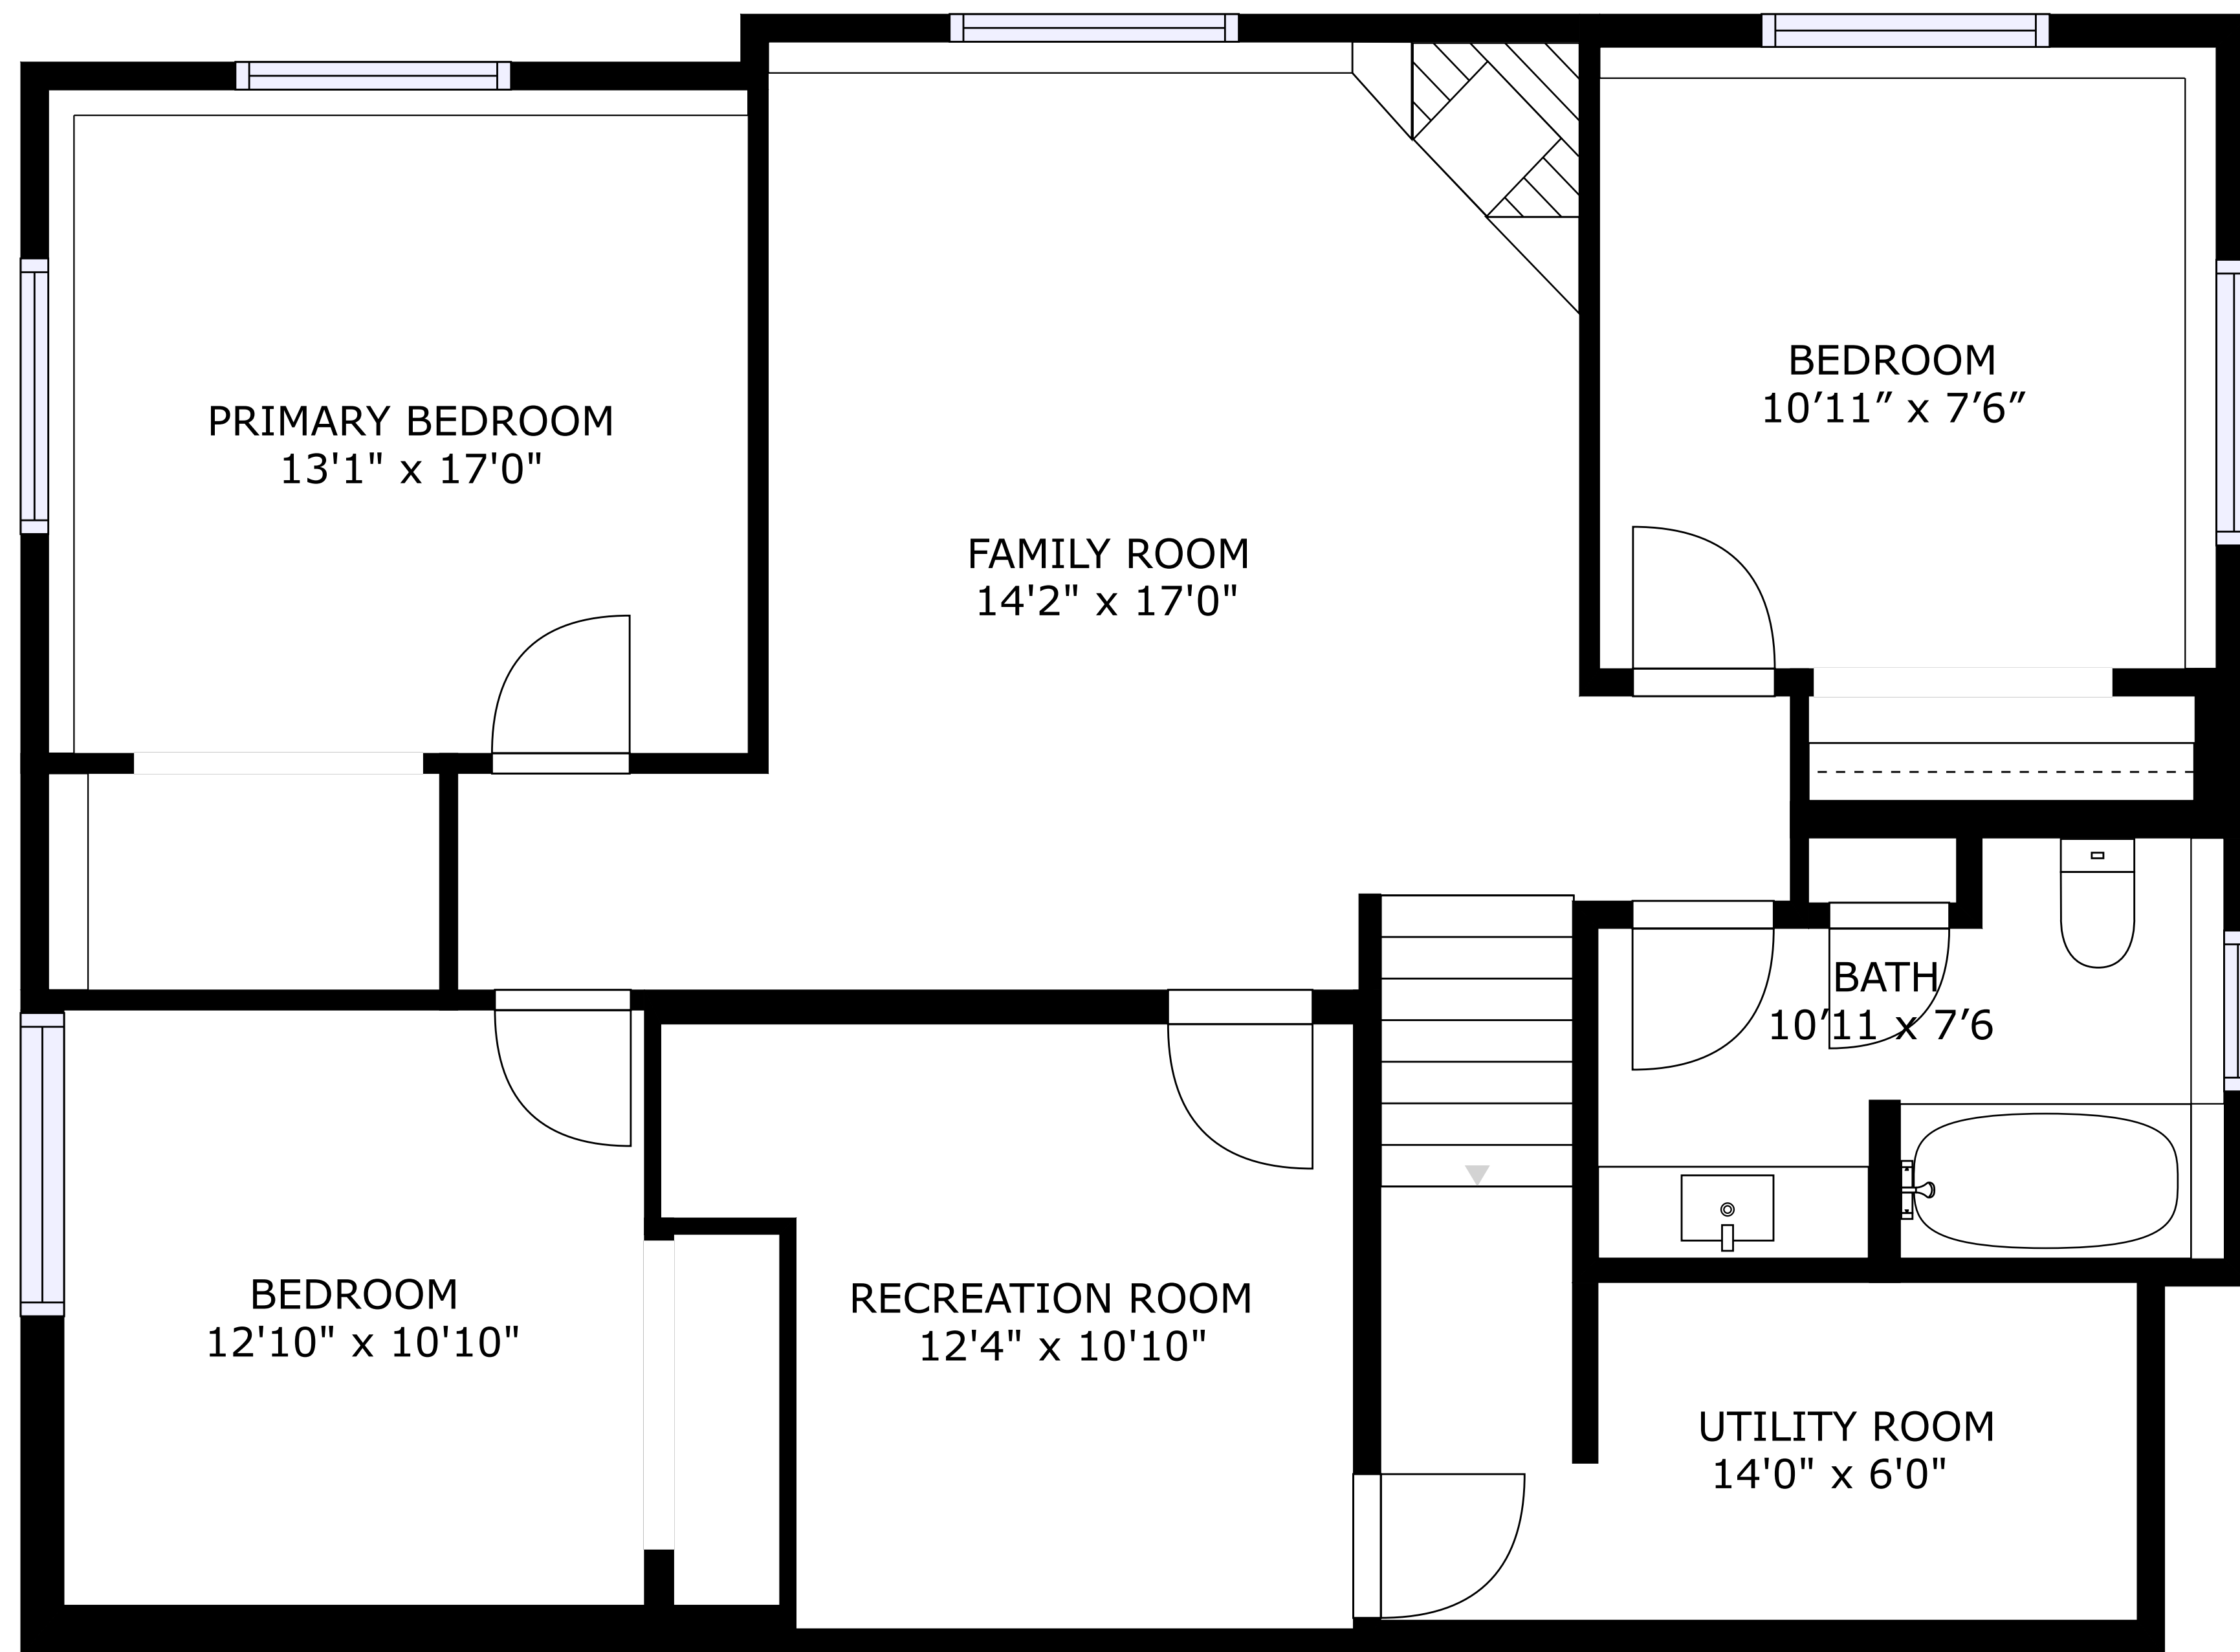 PRIMARY BEDROOM
13'1" x 17'0"
FAMILY ROOM
14'2" x 17'0"
BEDROOM
10’11” x 7’6”
BATH
10’11 x 7’6
BEDROOM
12'10" x 10'10"
RECREATION ROOM
12'4" x 10'10"
UTILITY ROOM
14'0" x 6'0"